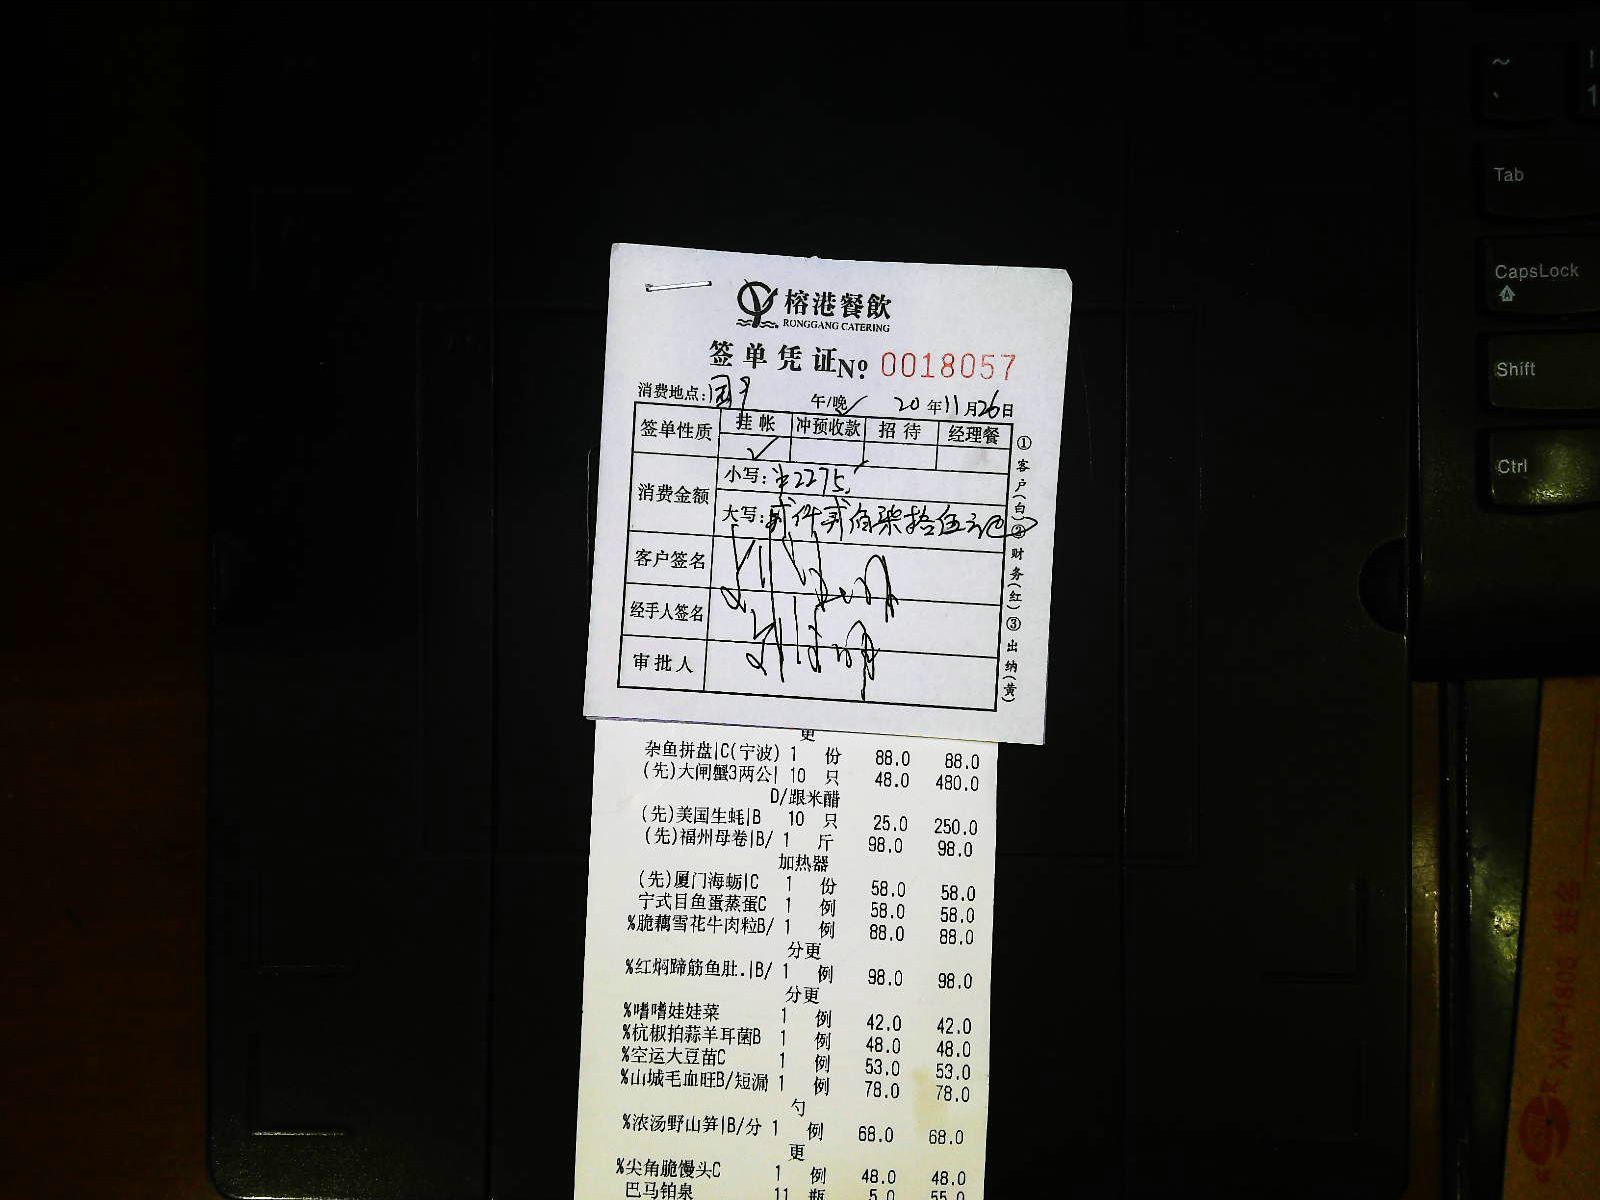 榕港餐飲
RONGGANG CATERING
签单凭证No 0018057
消费地点: 午/晚✓ 20年11月26日
签单性质 挂帐 冲预收款 招待 经理餐
✓
消费金额 小写:¥2275.
大写:贰仟贰佰柒拾伍元
客户签名
经手人签名
审批人
①客户(白)②财务(红)③出纳(黄)
更
杂鱼拼盘|C(宁波) 1 份 88.0 88.0
(先)大闸蟹3两公| 10 只 48.0 480.0
D/跟米醋
(先)美国生蚝|B 10 只 25.0 250.0
(先)福州母卷|B/ 1 斤 98.0 98.0
加热器
(先)厦门海蛎|C 1 份 58.0 58.0
宁式目鱼蛋蒸蛋C 1 例 58.0 58.0
%脆藕雪花牛肉粒B/ 1 例 88.0 88.0
分更
%红焖蹄筋鱼肚.|B/ 1 例 98.0 98.0
分更
%嗜嗜娃娃菜 1 例 42.0 42.0
%杭椒拍蒜羊耳菌B 1 例 48.0 48.0
%空运大豆苗C 1 例 53.0 53.0
%山城毛血旺B/短漏 1 例 78.0 78.0
勺
%浓汤野山笋|B/分 1 例 68.0 68.0
更
%尖角脆馒头C 1 例 48.0 48.0
巴马铂泉 11 瓶 5.0 55.0
~
、
!
1
Tab
CapsLock
Shift
Ctrl